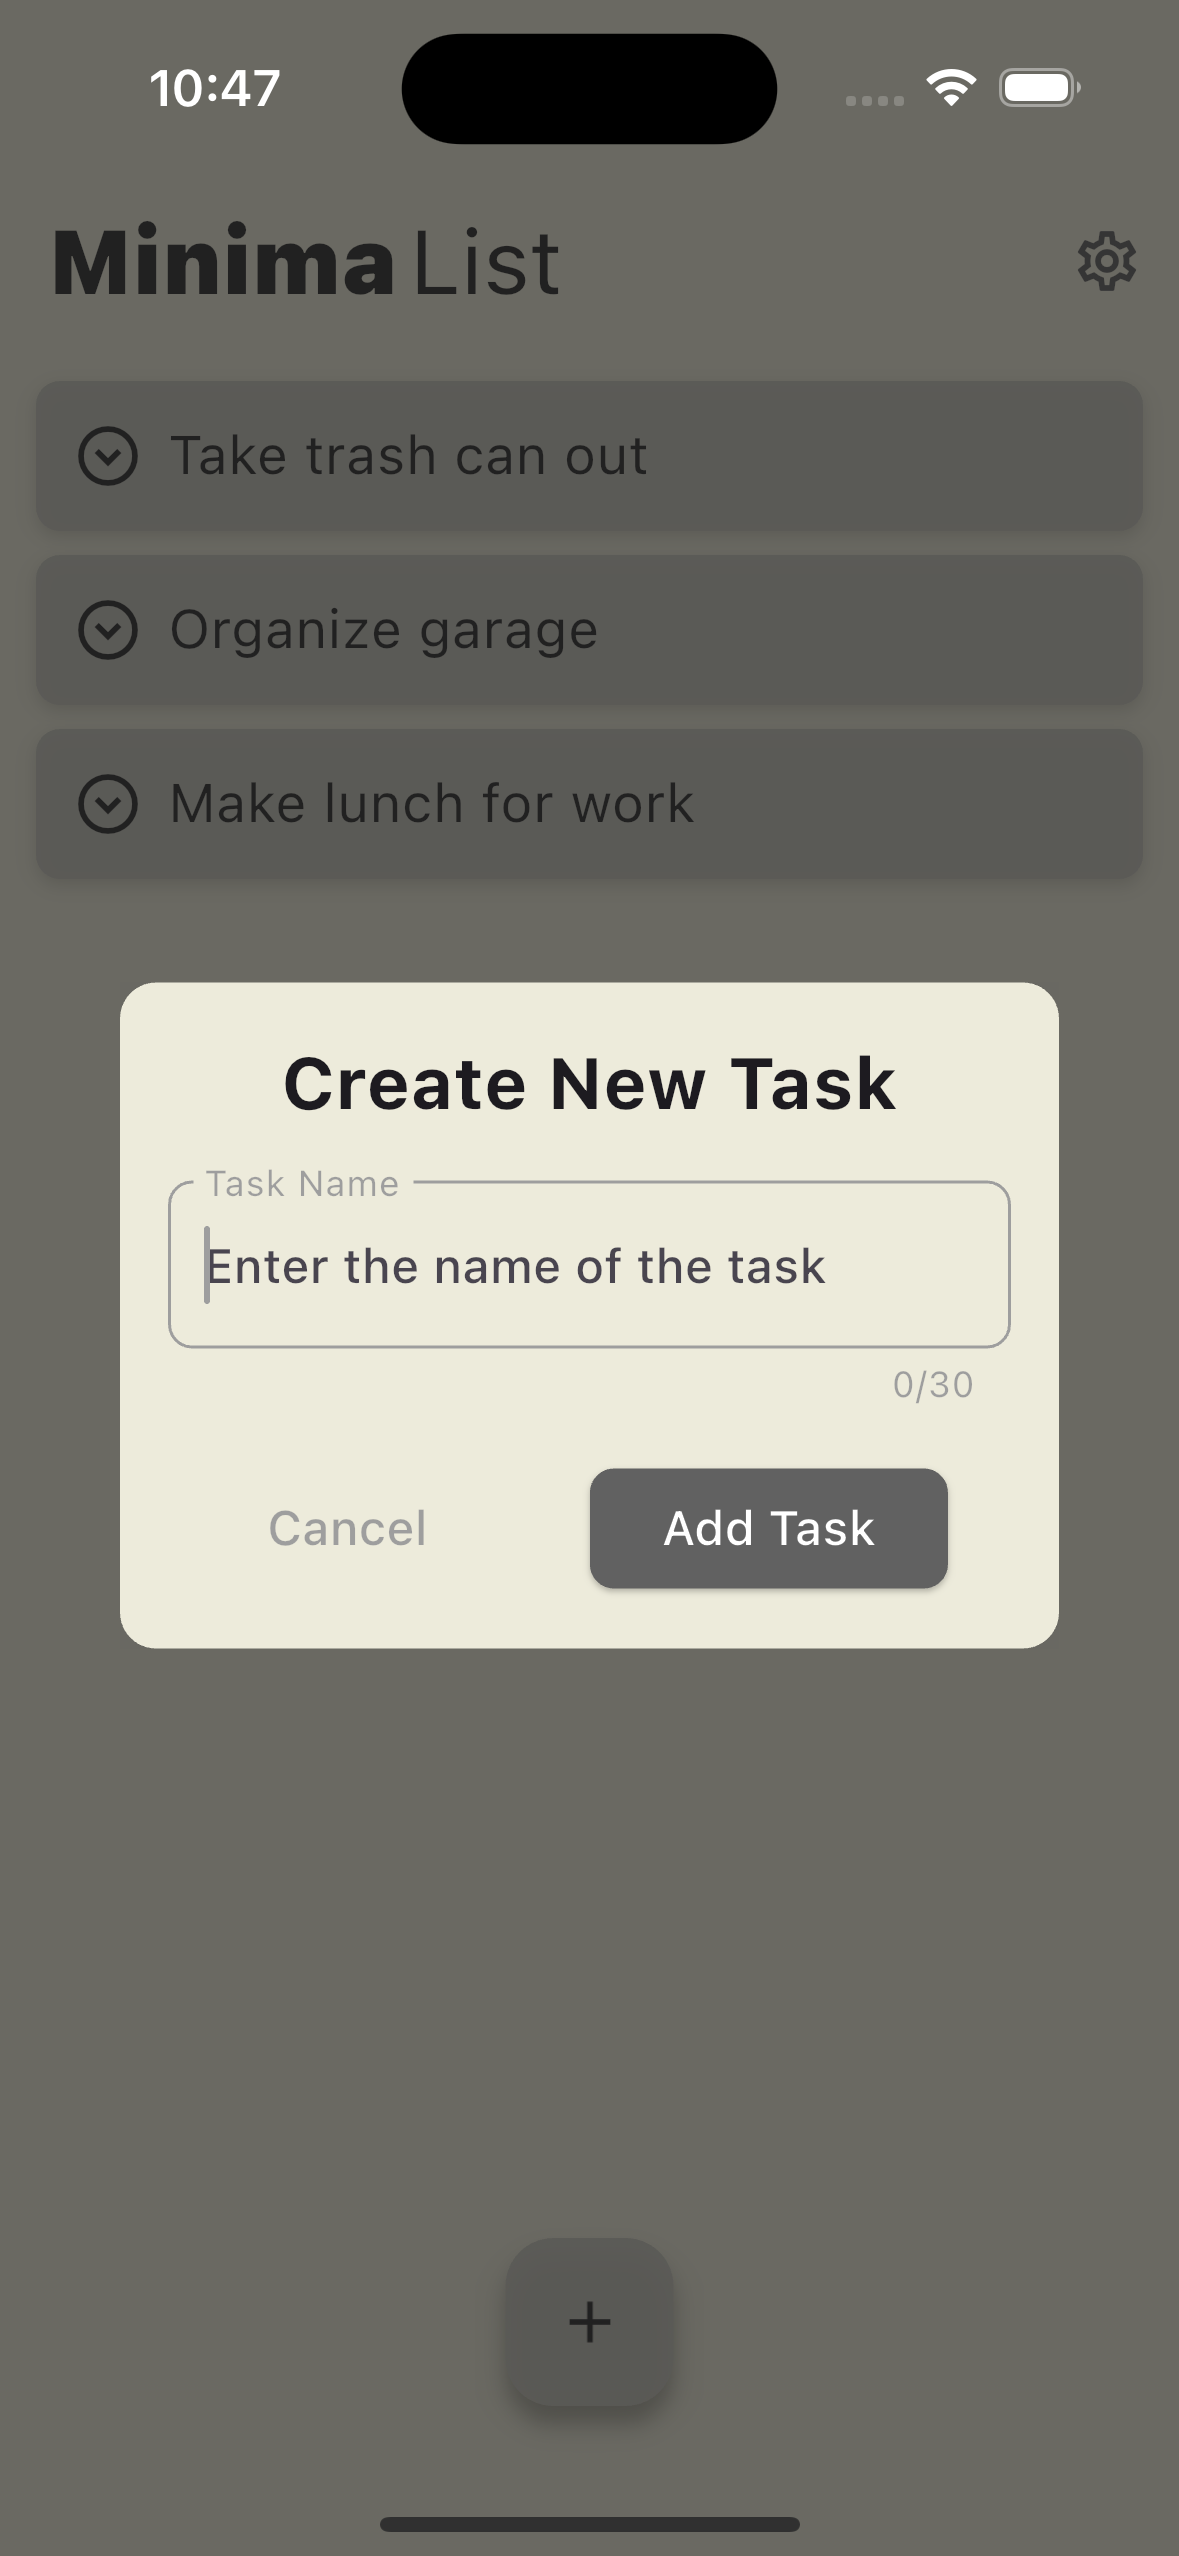 10:47
Minima List
Take trash can out
Organize garage
Make lunch for work
Create New Task
Task Name
Enter the name of the task
0/30
Cancel
Add Task